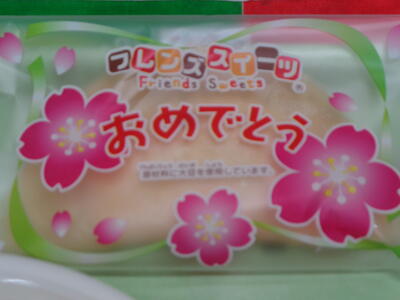 フレンズスイーツ
Friends Sweets®
おめでとう
原材料に大豆を使用しています。